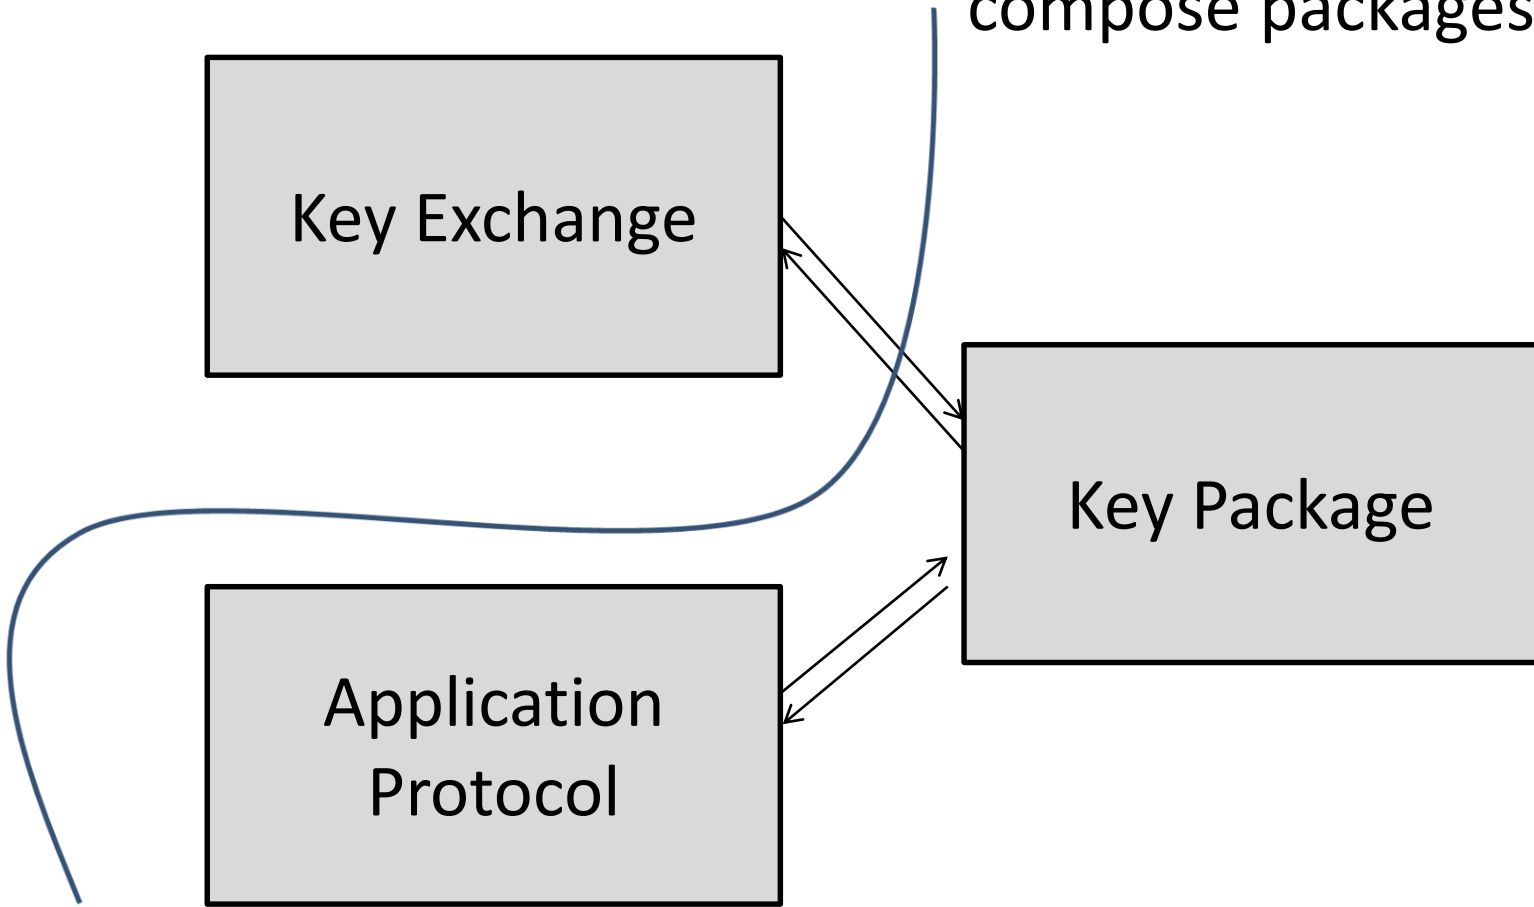 compose packages
Key Exchange
Key Package
Application
Protocol